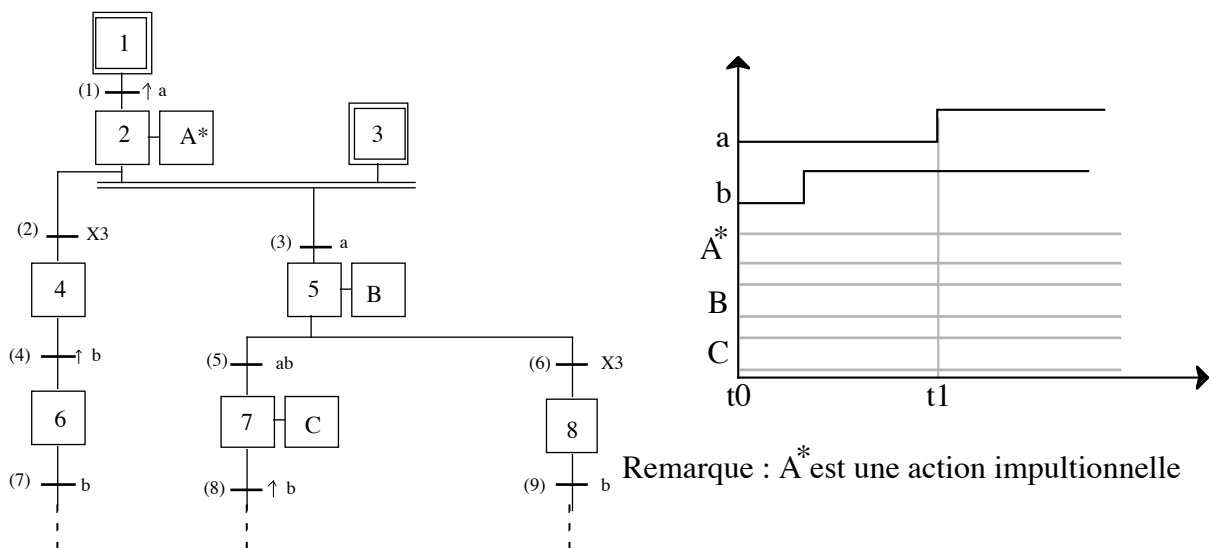 1
(1) ↑ a
2 A*
3
(2) X3
(3) a
4
5 B
(4) ↑ b
(5) ab
(6) X3
6
7 C
8
(7) b
(8) ↑ b
(9) b
a
b
A*
B
C
t0 t1
Remarque : A* est une action impultionnelle